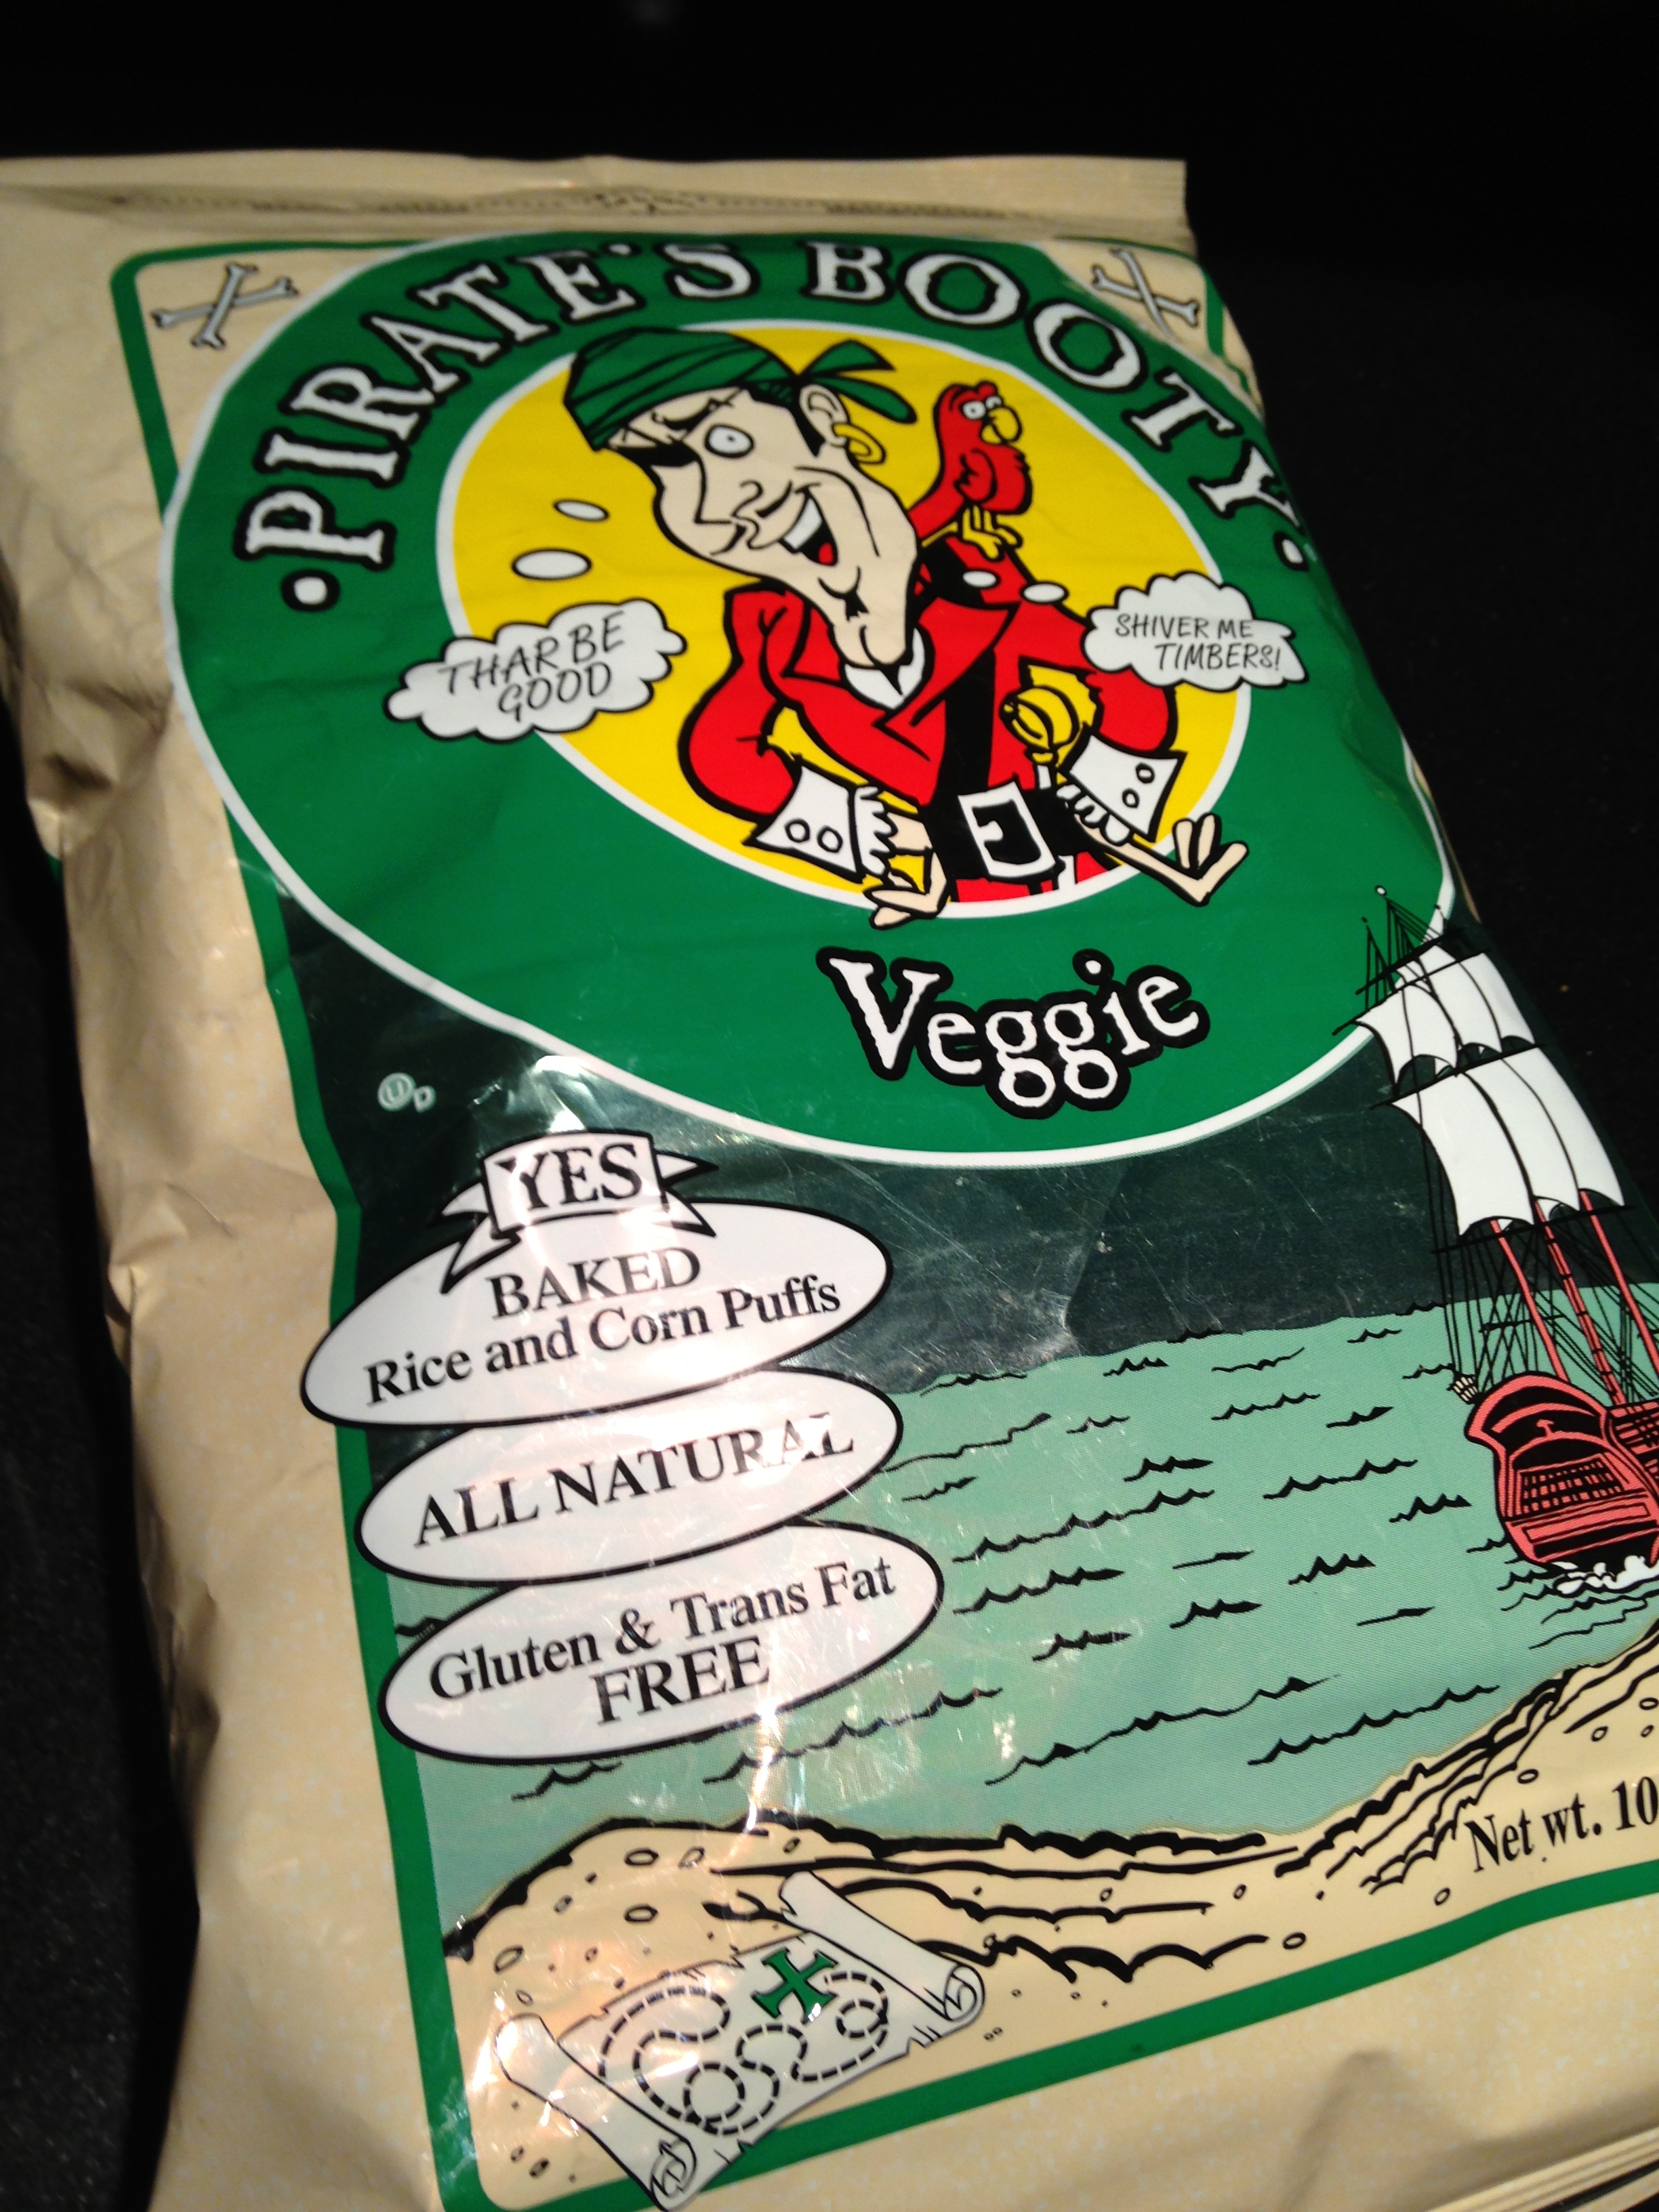 PIRATE'S BOOTY
THAR BE
GOOD
SHIVER ME
TIMBERS!
Veggie
UD
YES
BAKED
Rice and Corn Puffs
ALL NATURAL
Gluten & Trans Fat
FREE
Net wt. 10